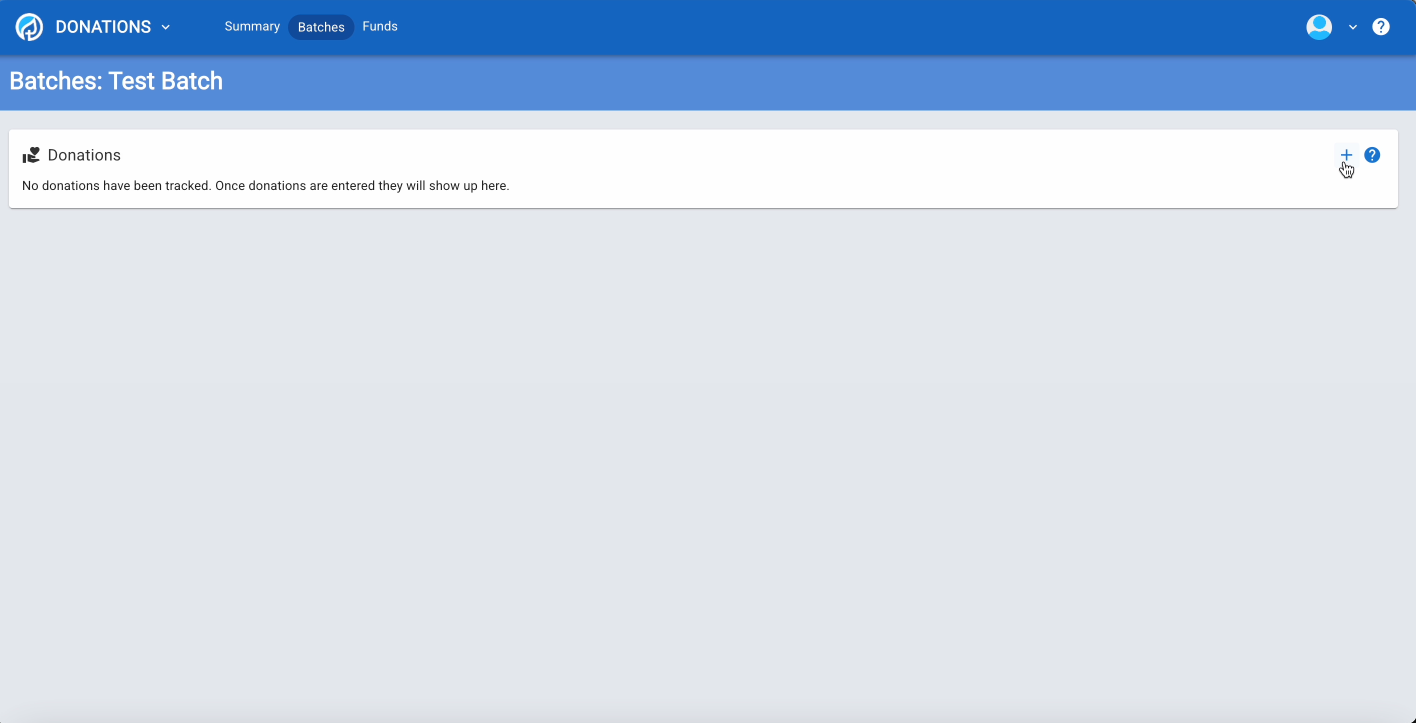 DONATIONS Summary Batches Funds
Batches: Test Batch
Donations
No donations have been tracked. Once donations are entered they will show up here.